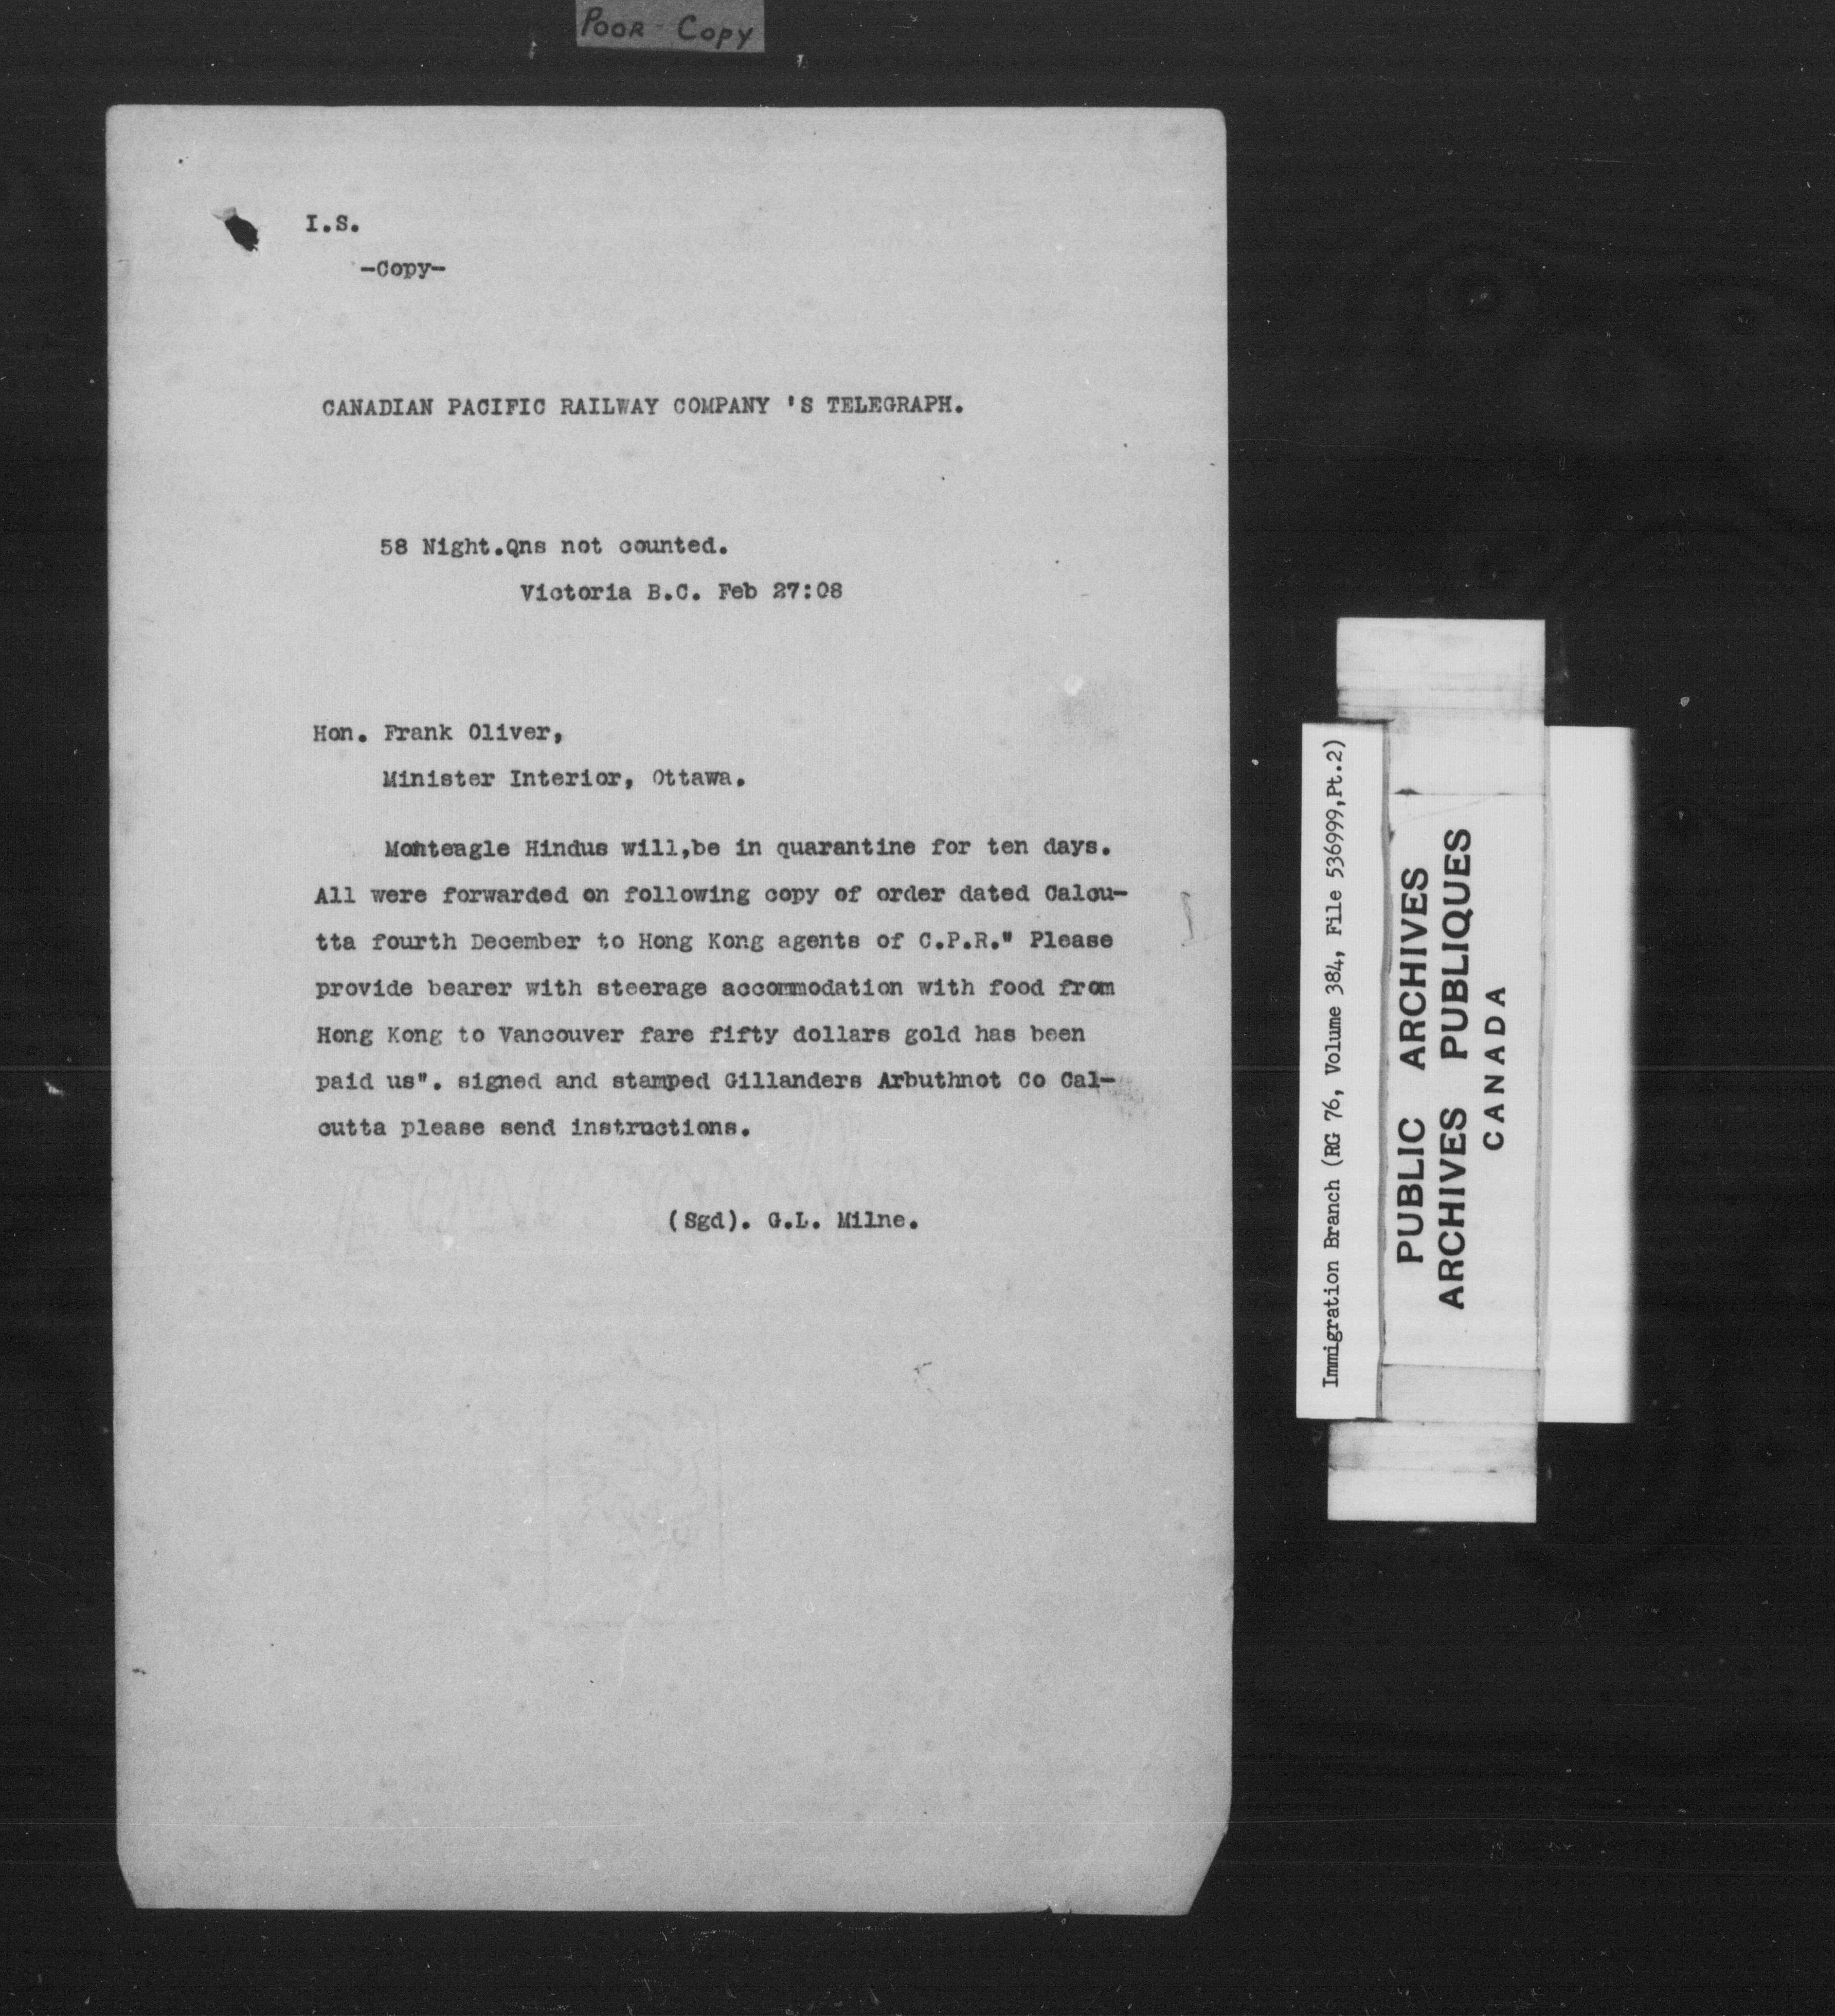 POOR COPY
I.S.
-Copy-
CANADIAN PACIFIC RAILWAY COMPANY 'S TELEGRAPH.
58 Night.Qns not counted.
Victoria B.C. Feb 27:08
Hon. Frank Oliver,
Minister Interior, Ottawa.
Monteagle Hindus will,be in quarantine for ten days.
All were forwarded on following copy of order dated Calcu-
tta fourth December to Hong Kong agents of C.P.R." Please
provide bearer with steerage accommodation with food from
Hong Kong to Vancouver fare fifty dollars gold has been
paid us". signed and stamped Gillanders Arbuthnot Co Cal-
cutta please send instructions.
(Sgd). G.L. Milne.
Immigration Branch (RG 76, Volume 384, File 536999,Pt.2)
PUBLIC ARCHIVES
ARCHIVES PUBLIQUES
CANADA